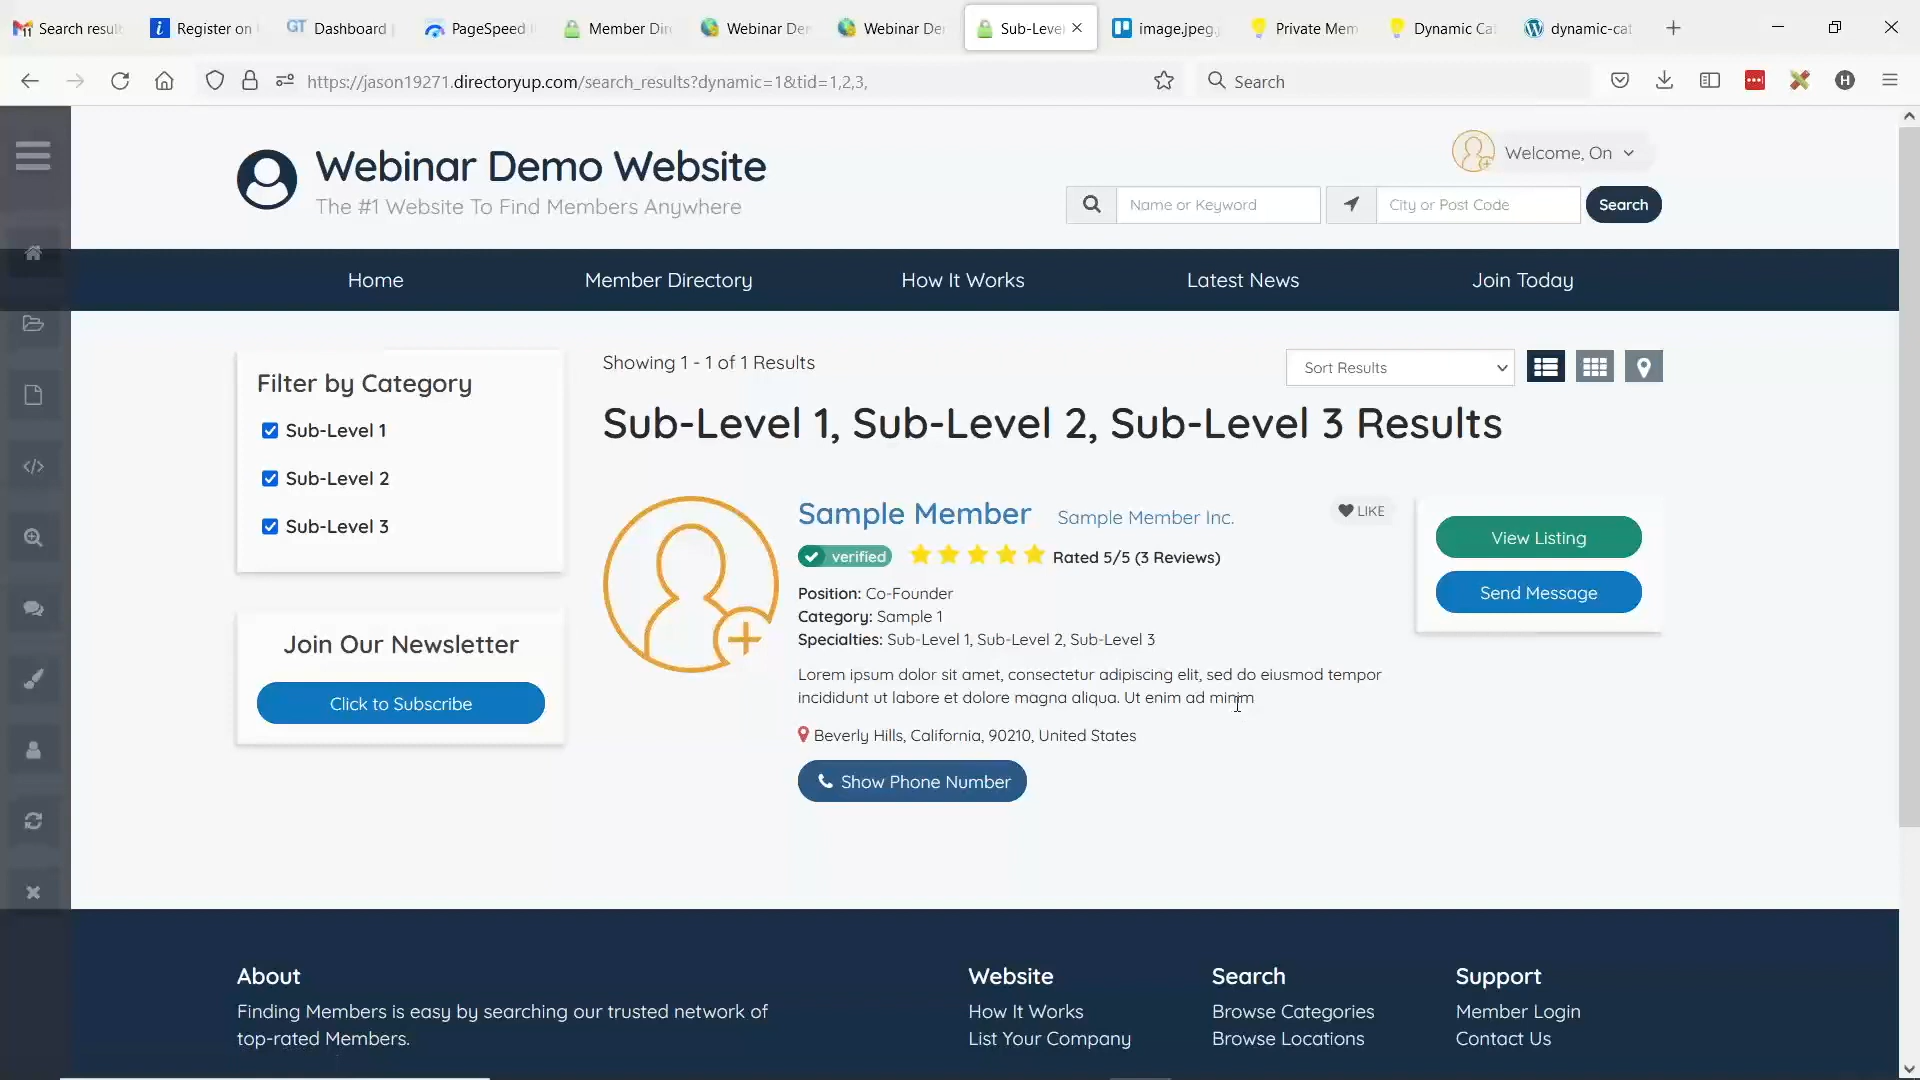 Search resul
Register on
GT Dashboard
PageSpeed
Member Dir
Webinar De
Webinar De
Sub-Leve
image.jpeg
Private Mem
Dynamic Ca
dynamic-cat
https://jason19271.directoryup.com/search_results?dynamic=1&tid=1,2,3,
Search
H
Webinar Demo Website
The #1 Website To Find Members Anywhere
Welcome, On
Name or Keyword
City or Post Code
Search
Home
Member Directory
How It Works
Latest News
Join Today
Filter by Category
Sub-Level 1
Sub-Level 2
Sub-Level 3
Join Our Newsletter
Click to Subscribe
Showing 1 - 1 of 1 Results
Sort Results
Sub-Level 1, Sub-Level 2, Sub-Level 3 Results
Sample Member Sample Member Inc.
LIKE
verified Rated 5/5 (3 Reviews)
Position: Co-Founder
Category: Sample 1
Specialties: Sub-Level 1, Sub-Level 2, Sub-Level 3
Lorem ipsum dolor sit amet, consectetur adipiscing elit, sed do eiusmod tempor
incididunt ut labore et dolore magna aliqua. Ut enim ad minim
Beverly Hills, California, 90210, United States
Show Phone Number
View Listing
Send Message
About
Finding Members is easy by searching our trusted network of
top-rated Members.
Website
How It Works
List Your Company
Search
Browse Categories
Browse Locations
Support
Member Login
Contact Us